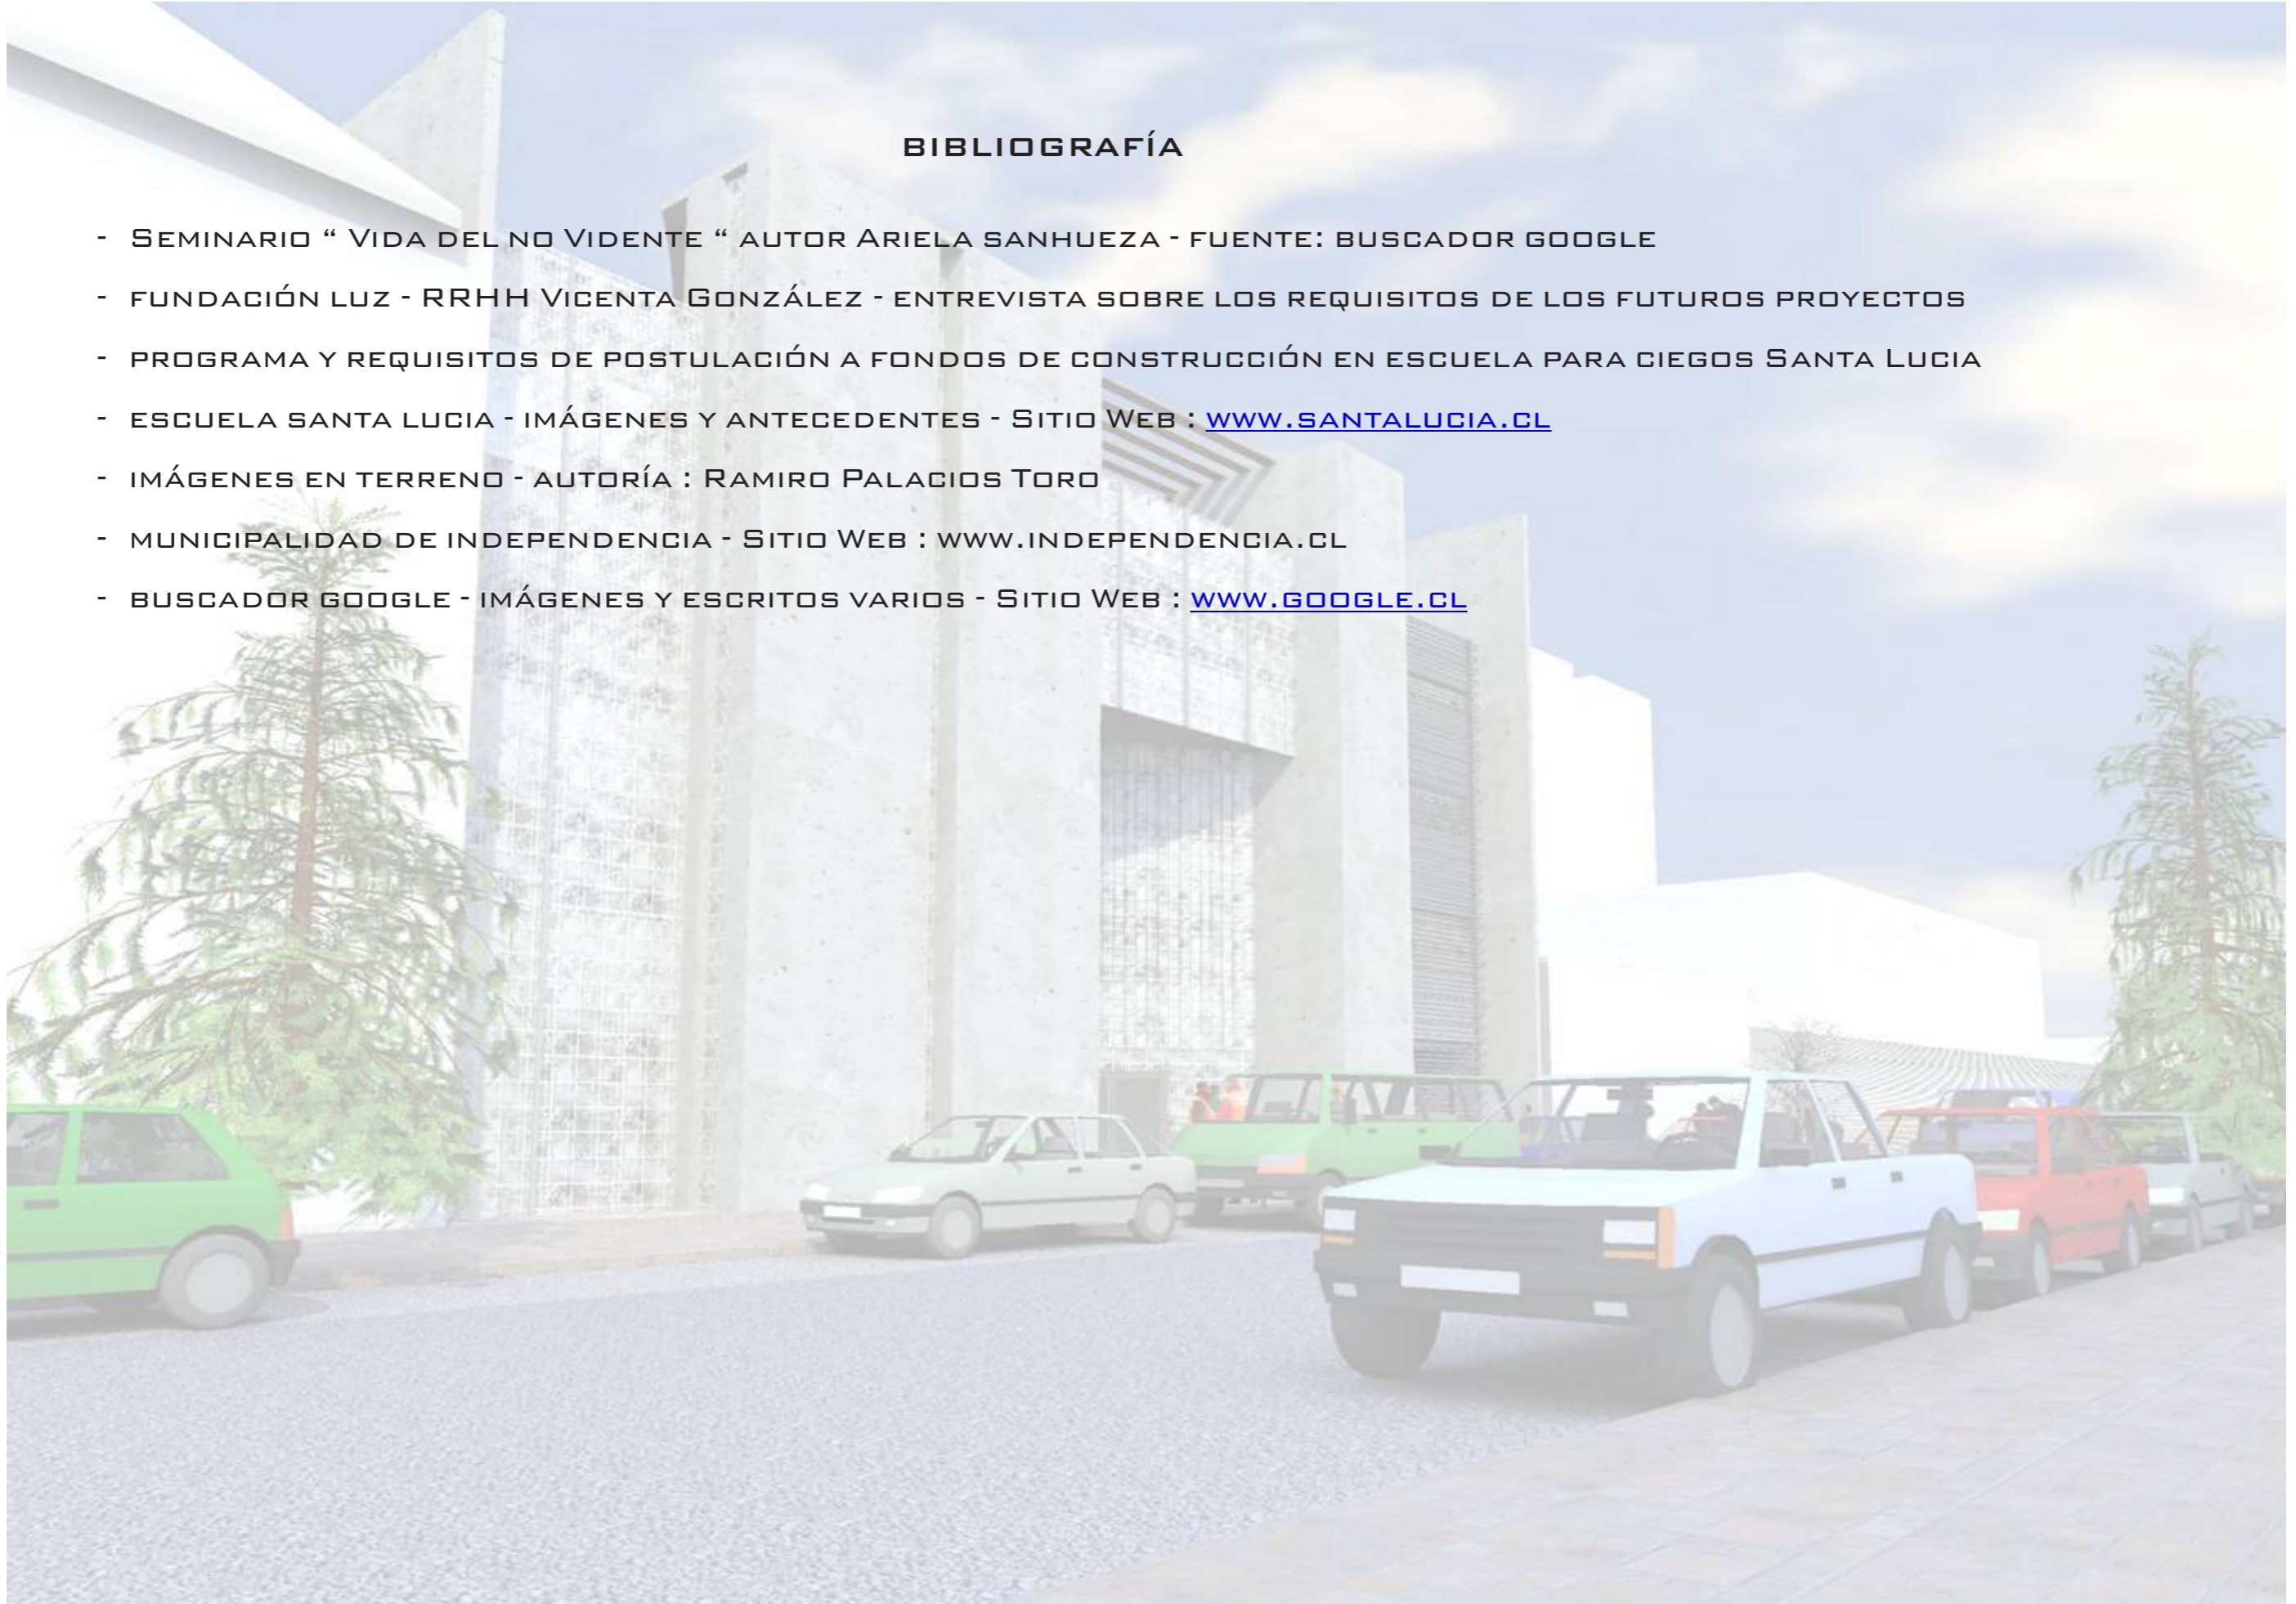 BIBLIOGRAFÍA
- Seminario “ Vida del no Vidente “ autor Ariela sanhueza - fuente: buscador google
- fundación luz - RRHH Vicenta González - entrevista sobre los requisitos de los futuros proyectos
- programa y requisitos de postulación a fondos de construcción en escuela para ciegos Santa Lucia
- escuela santa lucia - imágenes y antecedentes - Sitio Web : www.santalucia.cl
- imágenes en terreno - autoría : Ramiro Palacios Toro
- municipalidad de independencia - Sitio Web : www.independencia.cl
- buscador google - imágenes y escritos varios - Sitio Web : www.google.cl